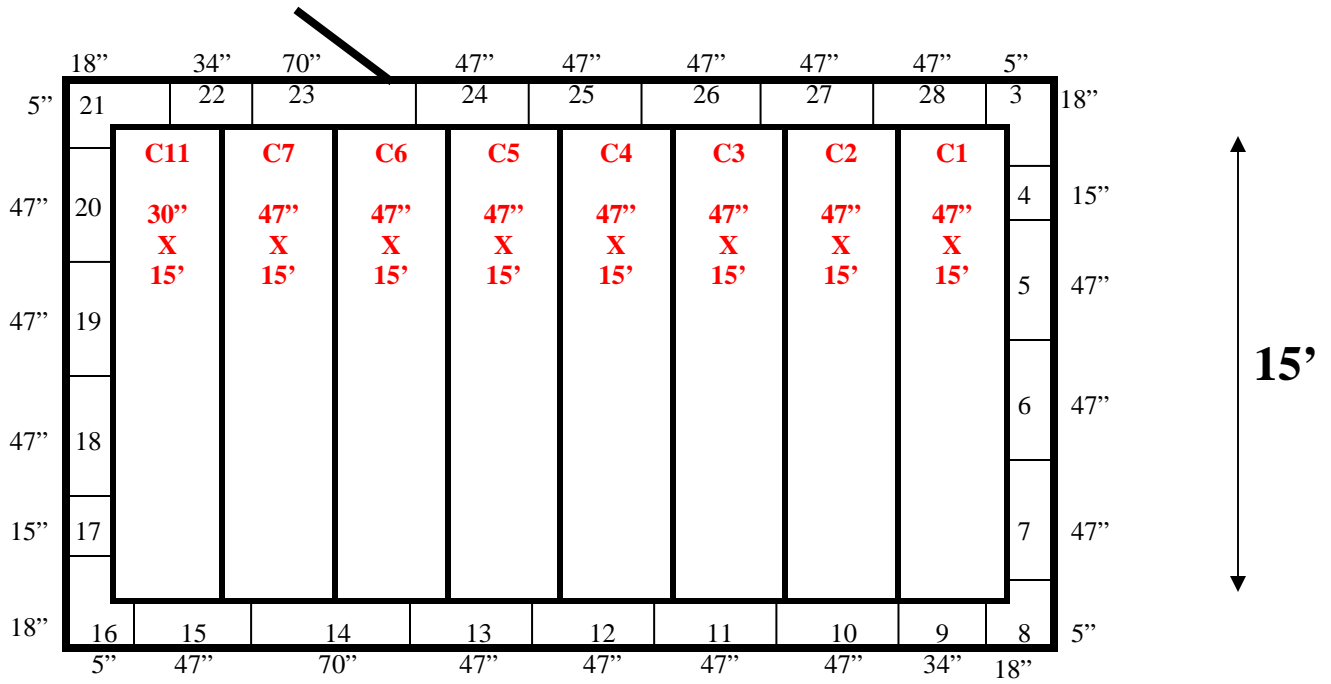 18” 34” 70” 47” 47” 47” 47” 47” 5”
5” 21 22 23 24 25 26 27 28 3 18”
C11 C7 C6 C5 C4 C3 C2 C1
4 15”
47” 20 30” 47” 47” 47” 47” 47” 47” 47”
X X X X X X X X
15’ 15’ 15’ 15’ 15’ 15’ 15’ 15’
5 47”
47” 19
15’
6 47”
47” 18
15” 17 7 47”
18” 16 15 14 13 12 11 10 9 8 5”
5” 47” 70” 47” 47” 47” 47” 34” 18”